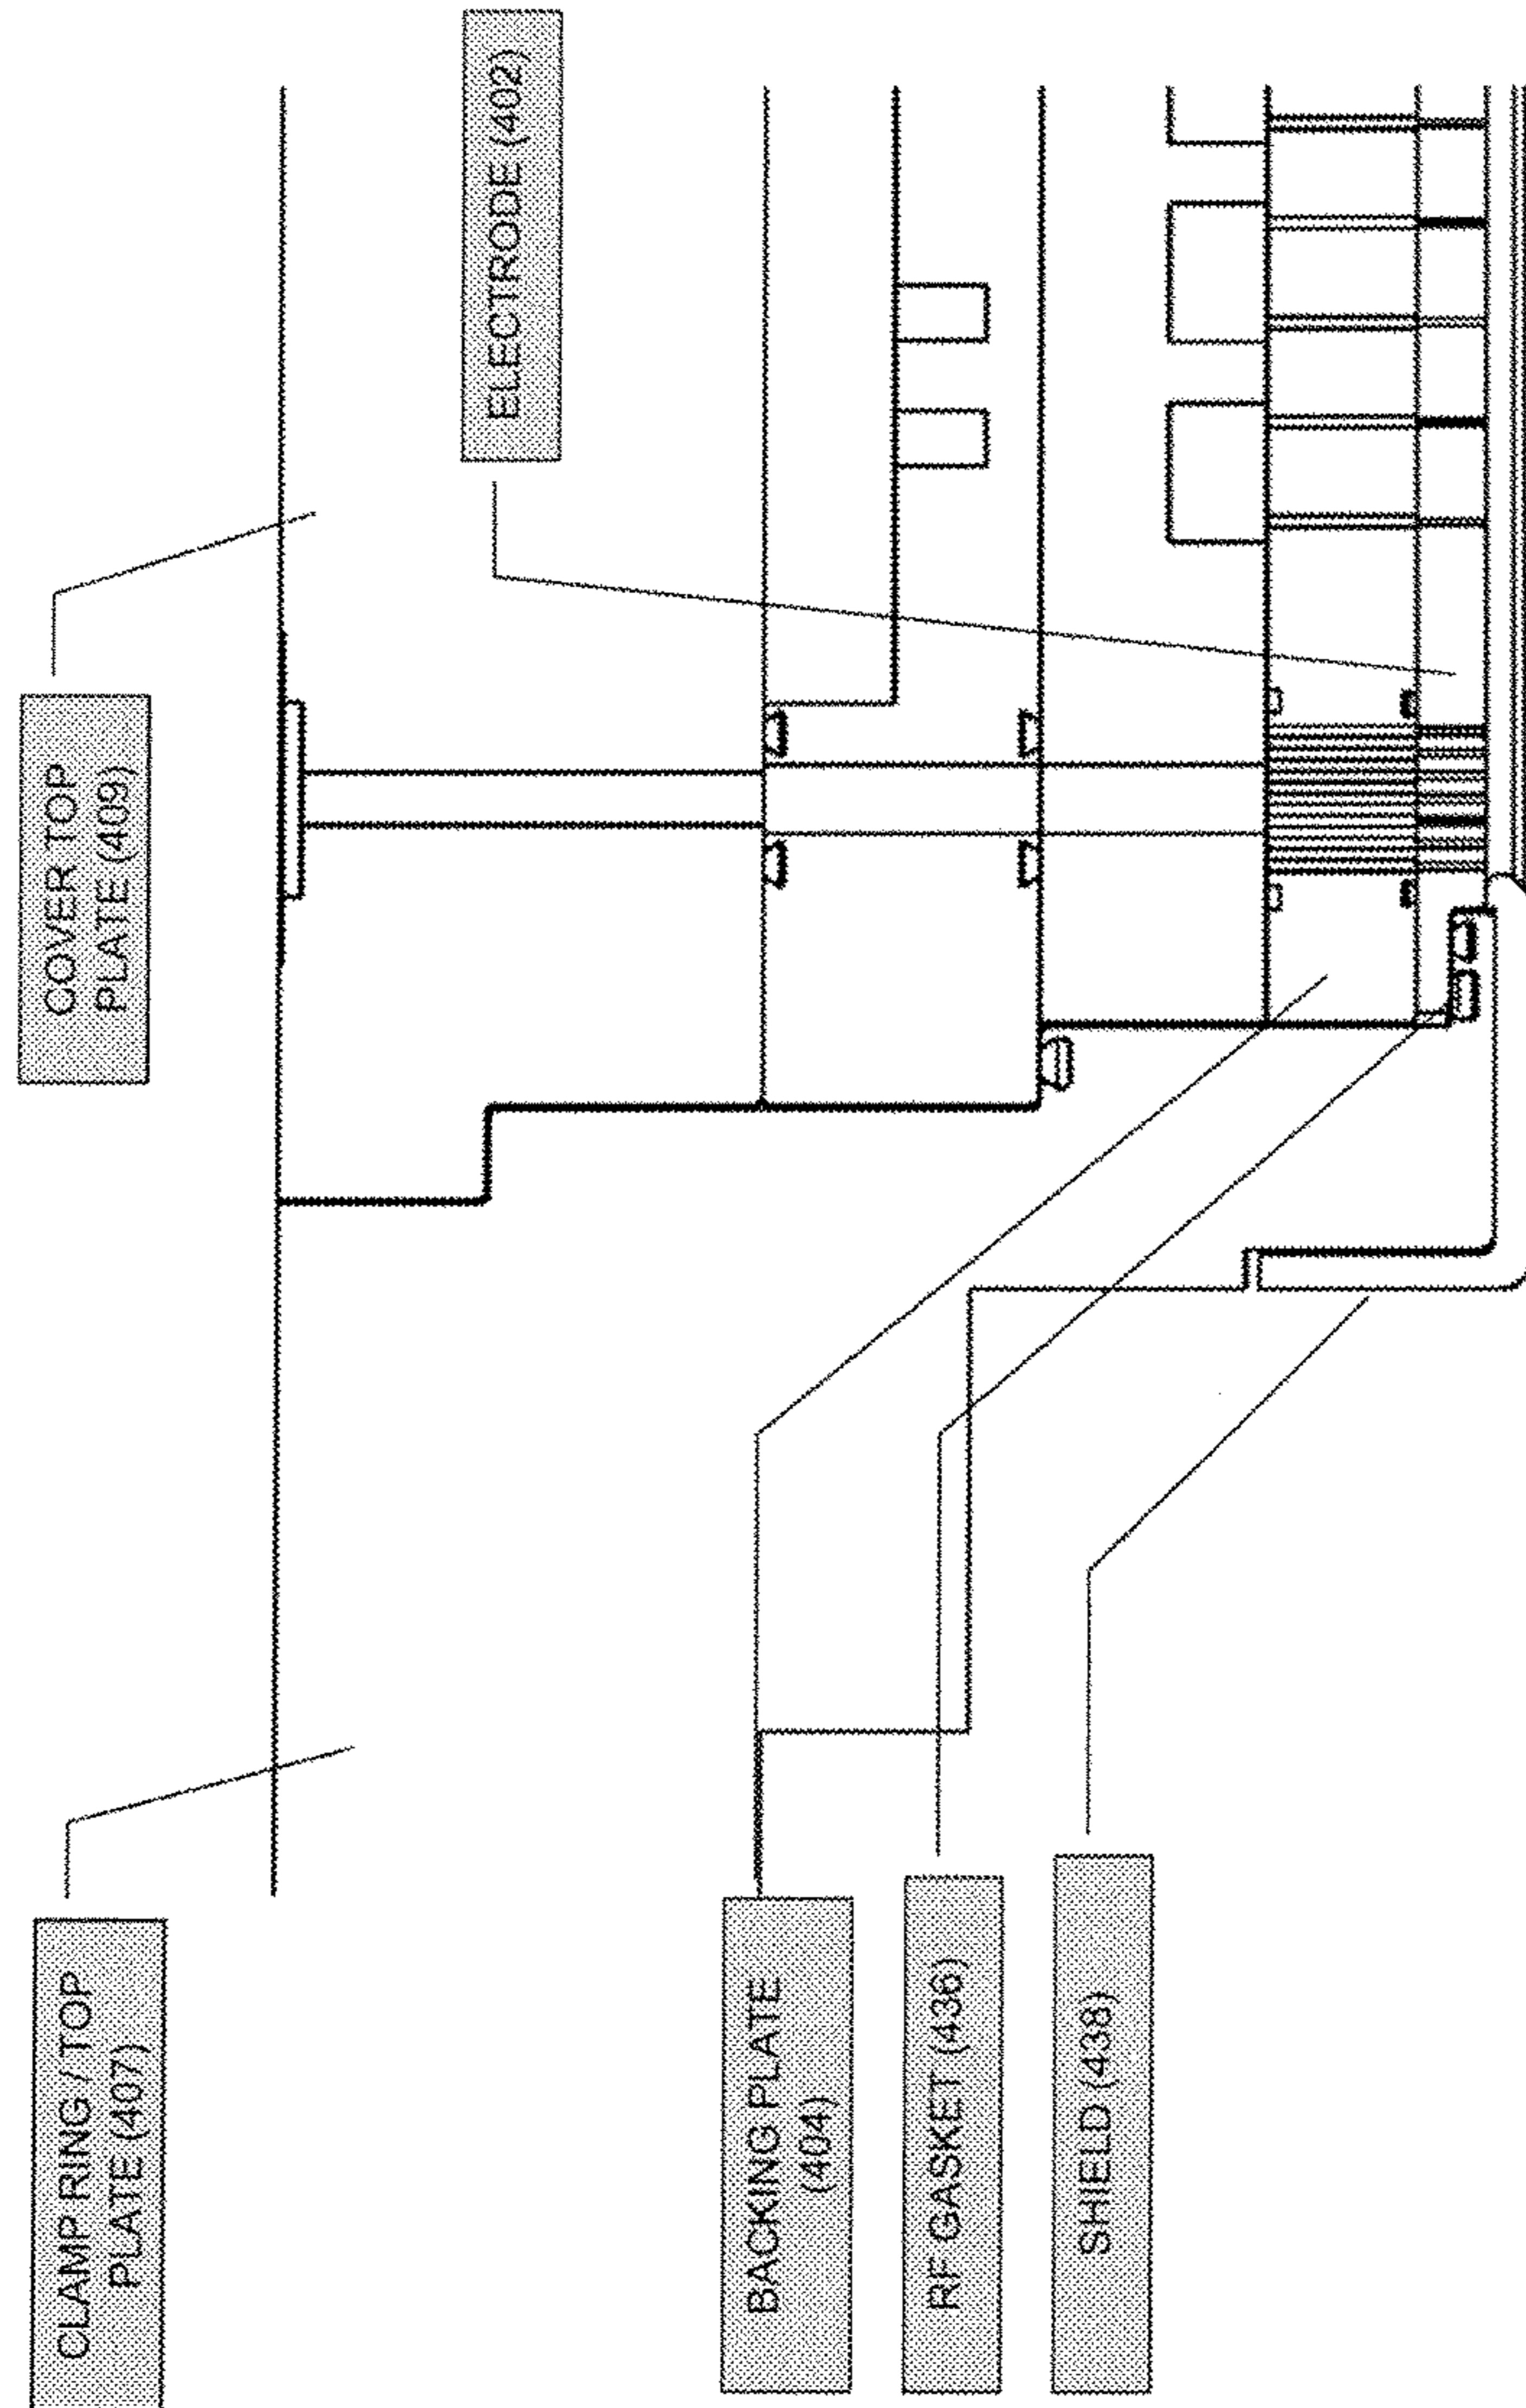 CLAMP RING / TOP
PLATE (407)
COVER TOP
PLATE (409)
ELECTRODE (402)
BACKING PLATE
(404)
RF GASKET (436)
SHIELD (438)